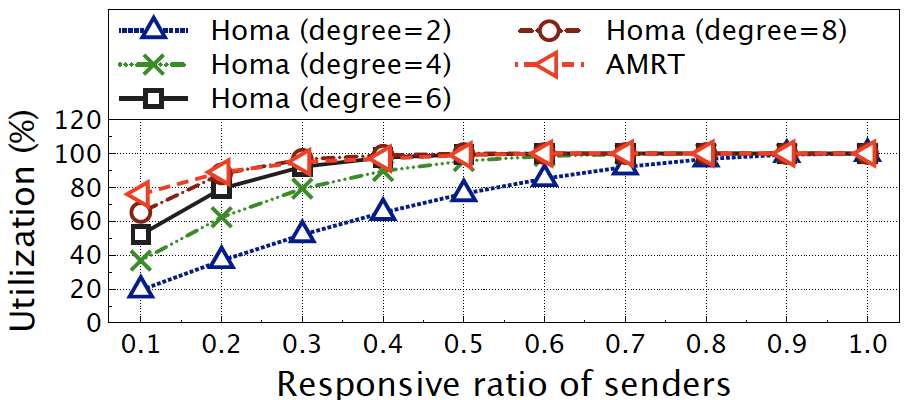 Homa (degree=2)
Homa (degree=8)
Homa (degree=4)
AMRT
Homa (degree=6)
Utilization (%)
120
100
80
60
40
20
0
0.1 0.2 0.3 0.4 0.5 0.6 0.7 0.8 0.9 1.0
Responsive ratio of senders